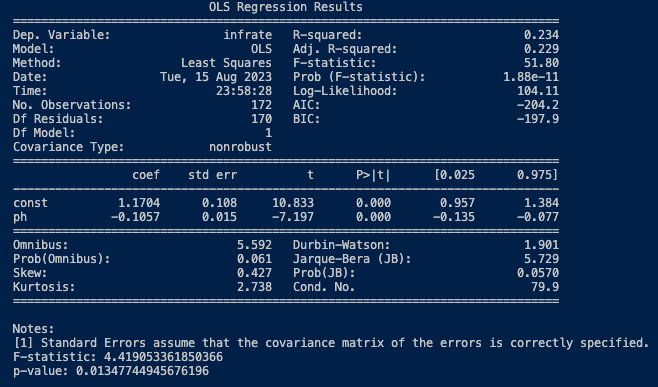 OLS Regression Results
==============================================================================
Dep. Variable:                infrate   R-squared:                       0.234
Model:                            OLS   Adj. R-squared:                  0.229
Method:                 Least Squares   F-statistic:                     51.80
Date:                Tue, 15 Aug 2023   Prob (F-statistic):           1.88e-11
Time:                        23:58:28   Log-Likelihood:                 104.11
No. Observations:                 172   AIC:                            -204.2
Df Residuals:                     170   BIC:                            -197.9
Df Model:                           1
Covariance Type:            nonrobust
==============================================================================
                 coef    std err          t      P>|t|      [0.025      0.975]
------------------------------------------------------------------------------
const          1.1704      0.108     10.833      0.000       0.957       1.384
ph            -0.1057      0.015     -7.197      0.000      -0.135      -0.077
==============================================================================
Omnibus:                        5.592   Durbin-Watson:                   1.901
Prob(Omnibus):                  0.061   Jarque-Bera (JB):                5.729
Skew:                           0.427   Prob(JB):                       0.0570
Kurtosis:                       2.738   Cond. No.                         79.9
==============================================================================
Notes:
[1] Standard Errors assume that the covariance matrix of the errors is correctly specified.
F-statistic: 4.419053361850366
p-value: 0.01347744945676196